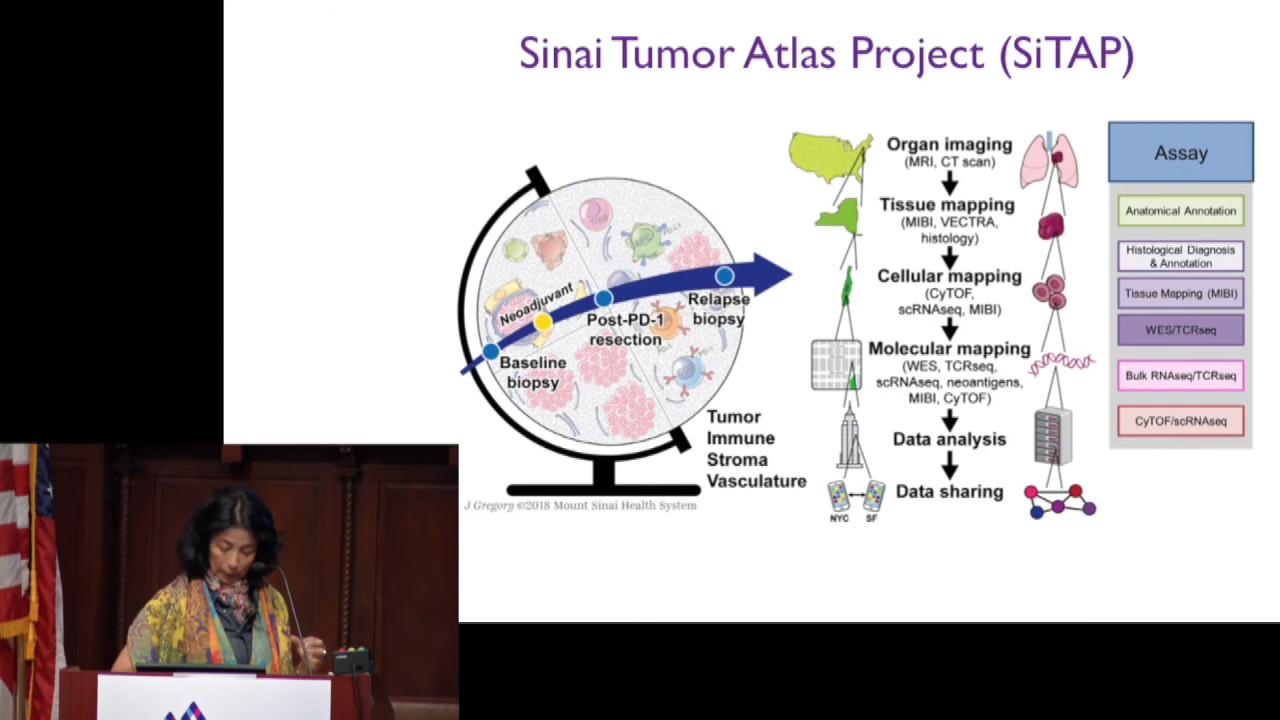 Sinai Tumor Atlas Project (SiTAP)
Neoadjuvant
Baseline
biopsy
Post-PD-1
resection
Relapse
biopsy
Tumor
Immune
Stroma
Vasculature
J Gregory ©2018 Mount Sinai Health System
Organ imaging
(MRI, CT scan)
Tissue mapping
(MIBI, VECTRA,
histology)
Cellular mapping
(CyTOF,
scRNAseq, MIBI)
Molecular mapping
(WES, TCRseq,
scRNAseq, neoantigens,
MIBI, CyTOF)
Data analysis
Data sharing
NYC
SF
Assay
Anatomical Annotation
Histological Diagnosis
& Annotation
Tissue Mapping (MIBI)
WES/TCRseq
Bulk RNAseq/TCRseq
CyTOF/scRNAseq